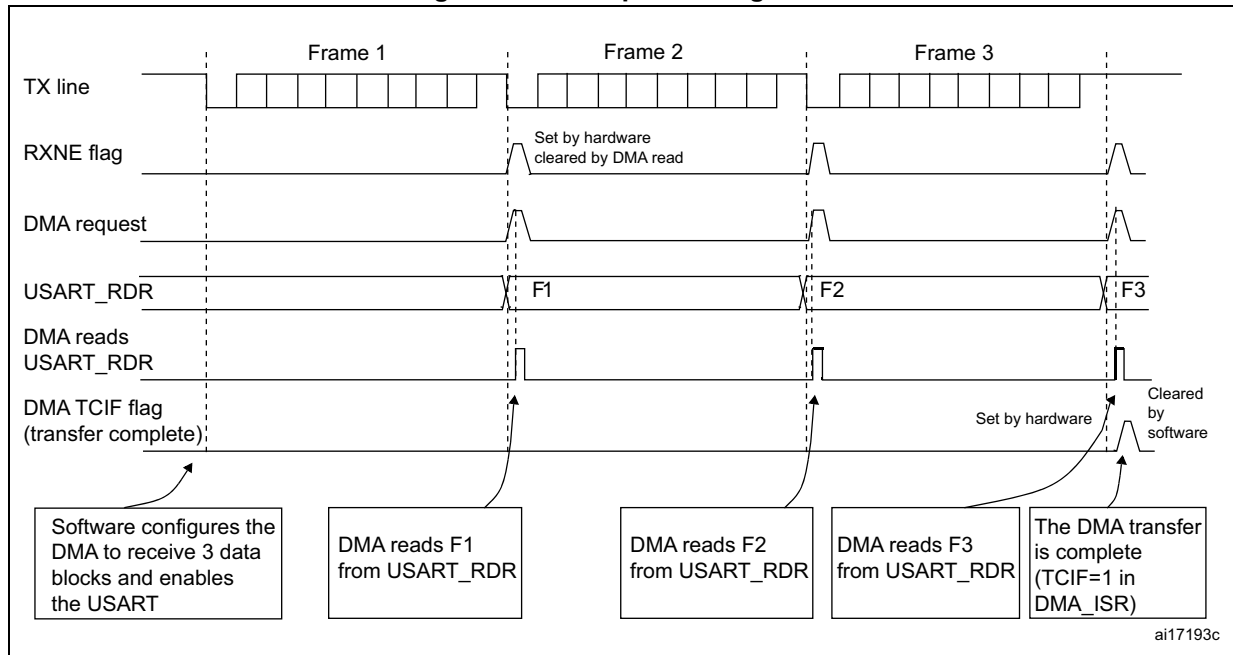 Frame 1
Frame 2
Frame 3
TX line
Set by hardware
cleared by DMA read
RXNE flag
DMA request
USART_RDR
F1
F2
F3
DMA reads
USART_RDR
DMA TCIF flag
(transfer complete)
Set by hardware
Cleared
by
software
Software configures the
DMA to receive 3 data
blocks and enables
the USART
DMA reads F1
from USART_RDR
DMA reads F2
from USART_RDR
DMA reads F3
from USART_RDR
The DMA transfer
is complete
(TCIF=1 in
DMA_ISR)
ai17193c